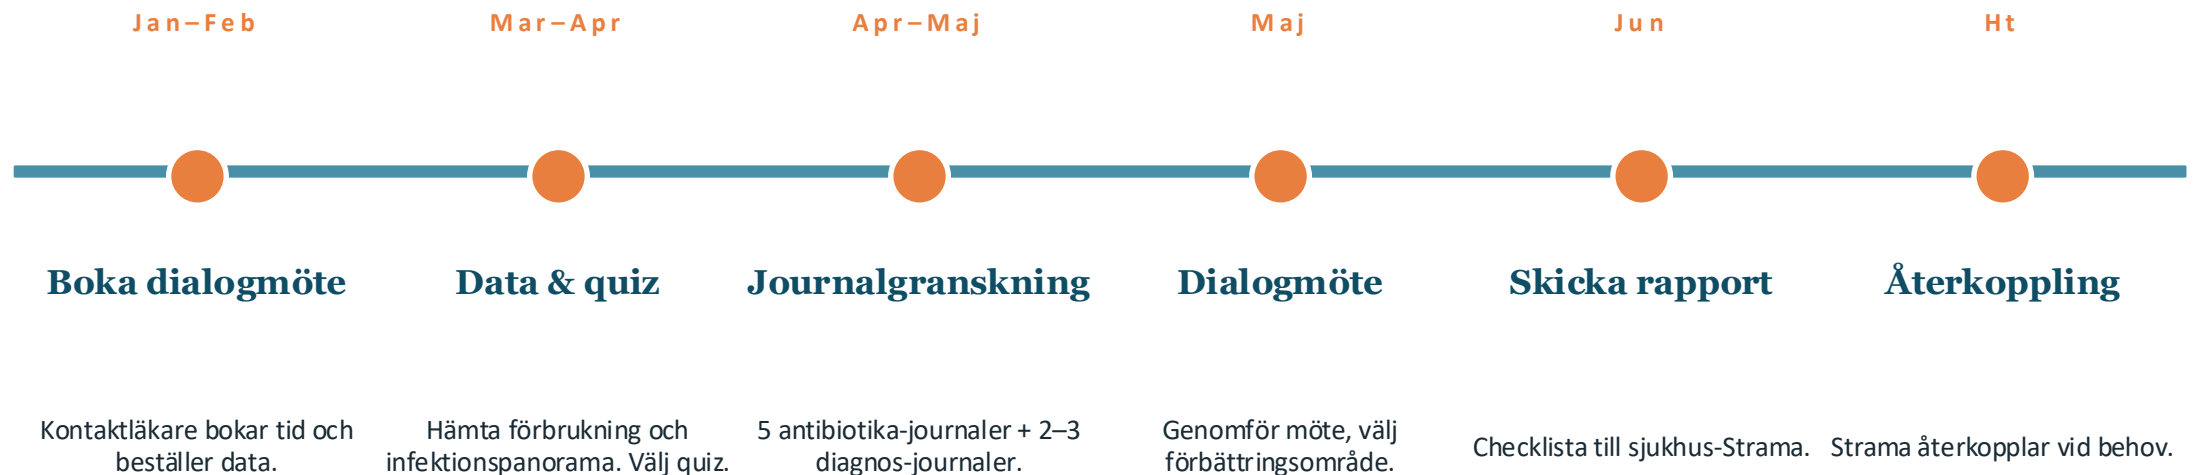 Jan–Feb
Mar–Apr
Apr–Maj
Maj
Jun
Ht
Boka dialogmöte
Data & quiz
Journalgranskning
Dialogmöte
Skicka rapport
Återkoppling
Kontaktläkare bokar tid och
beställer data.
Hämta förbrukning och
infektionspanorama. Välj quiz.
5 antibiotika-journaler + 2–3
diagnos-journaler.
Genomför möte, välj
förbättringsområde.
Checklista till sjukhus-Strama.
Strama återkopplar vid behov.